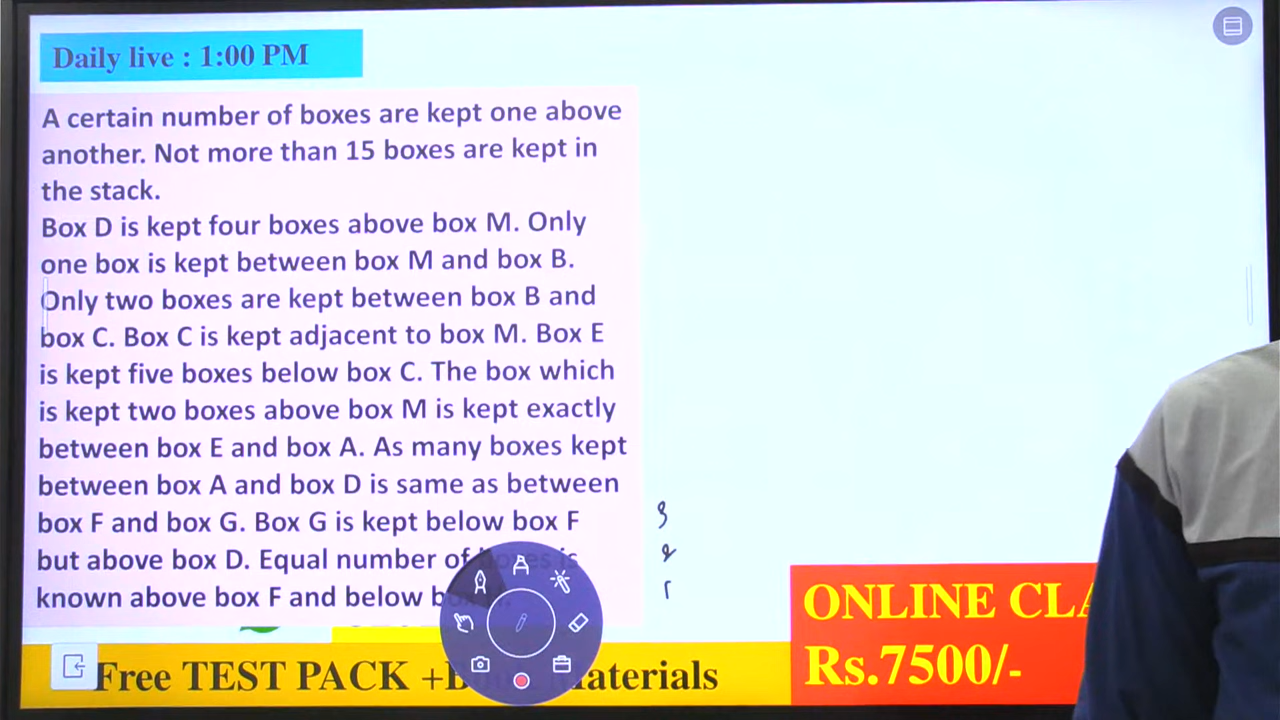 Daily live : 1:00 PM
A certain number of boxes are kept one above
another. Not more than 15 boxes are kept in
the stack.
Box D is kept four boxes above box M. Only
one box is kept between box M and box B.
Only two boxes are kept between box B and
box C. Box C is kept adjacent to box M. Box E
is kept five boxes below box C. The box which
is kept two boxes above box M is kept exactly
between box E and box A. As many boxes kept
between box A and box D is same as between
box F and box G. Box G is kept below box F
but above box D. Equal number of boxes is
known above box F and below
Free TEST PACK +
ONLINE
Rs.7500/-